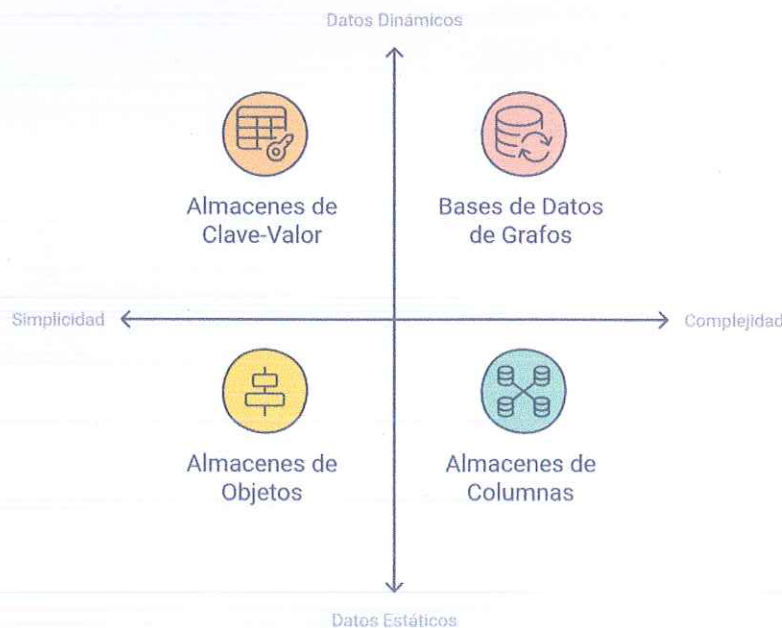 Datos Dinámicos
Almacenes de
Clave-Valor
Bases de Datos
de Grafos
Simplicidad
Complejidad
Almacenes de
Objetos
Almacenes de
Columnas
Datos Estáticos